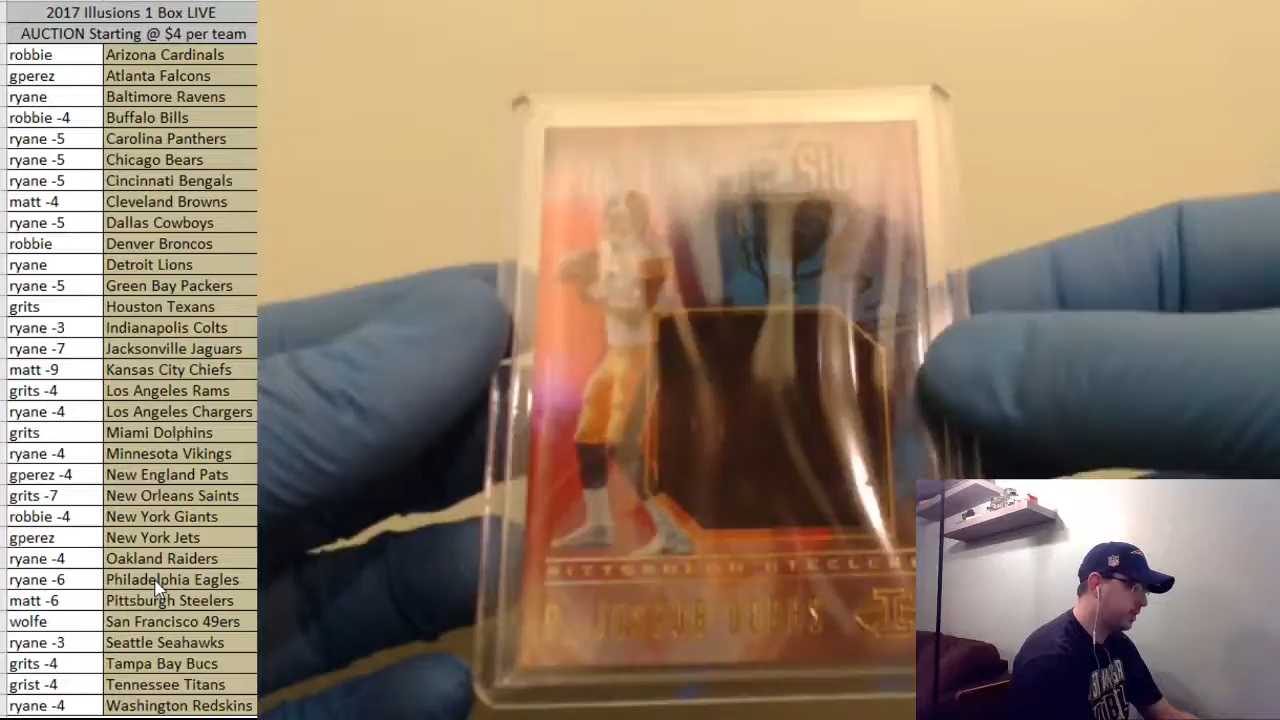 2017 Illusions 1 Box LIVE
AUCTION Starting @ $4 per team
robbie Arizona Cardinals
gperez Atlanta Falcons
ryane Baltimore Ravens
robbie -4 Buffalo Bills
ryane -5 Carolina Panthers
ryane -5 Chicago Bears
ryane -5 Cincinnati Bengals
matt -4 Cleveland Browns
ryane -5 Dallas Cowboys
robbie Denver Broncos
ryane Detroit Lions
ryane -5 Green Bay Packers
grits Houston Texans
ryane -3 Indianapolis Colts
ryane -7 Jacksonville Jaguars
matt -9 Kansas City Chiefs
grits -4 Los Angeles Rams
ryane -4 Los Angeles Chargers
grits Miami Dolphins
ryane -4 Minnesota Vikings
gperez -4 New England Pats
grits -7 New Orleans Saints
robbie -4 New York Giants
gperez New York Jets
ryane -4 Oakland Raiders
ryane -6 Philadelphia Eagles
matt -6 Pittsburgh Steelers
wolfe San Francisco 49ers
ryane -3 Seattle Seahawks
grits -4 Tampa Bay Bucs
grist -4 Tennessee Titans
ryane -4 Washington Redskins
PITTSBURGH STEELERS